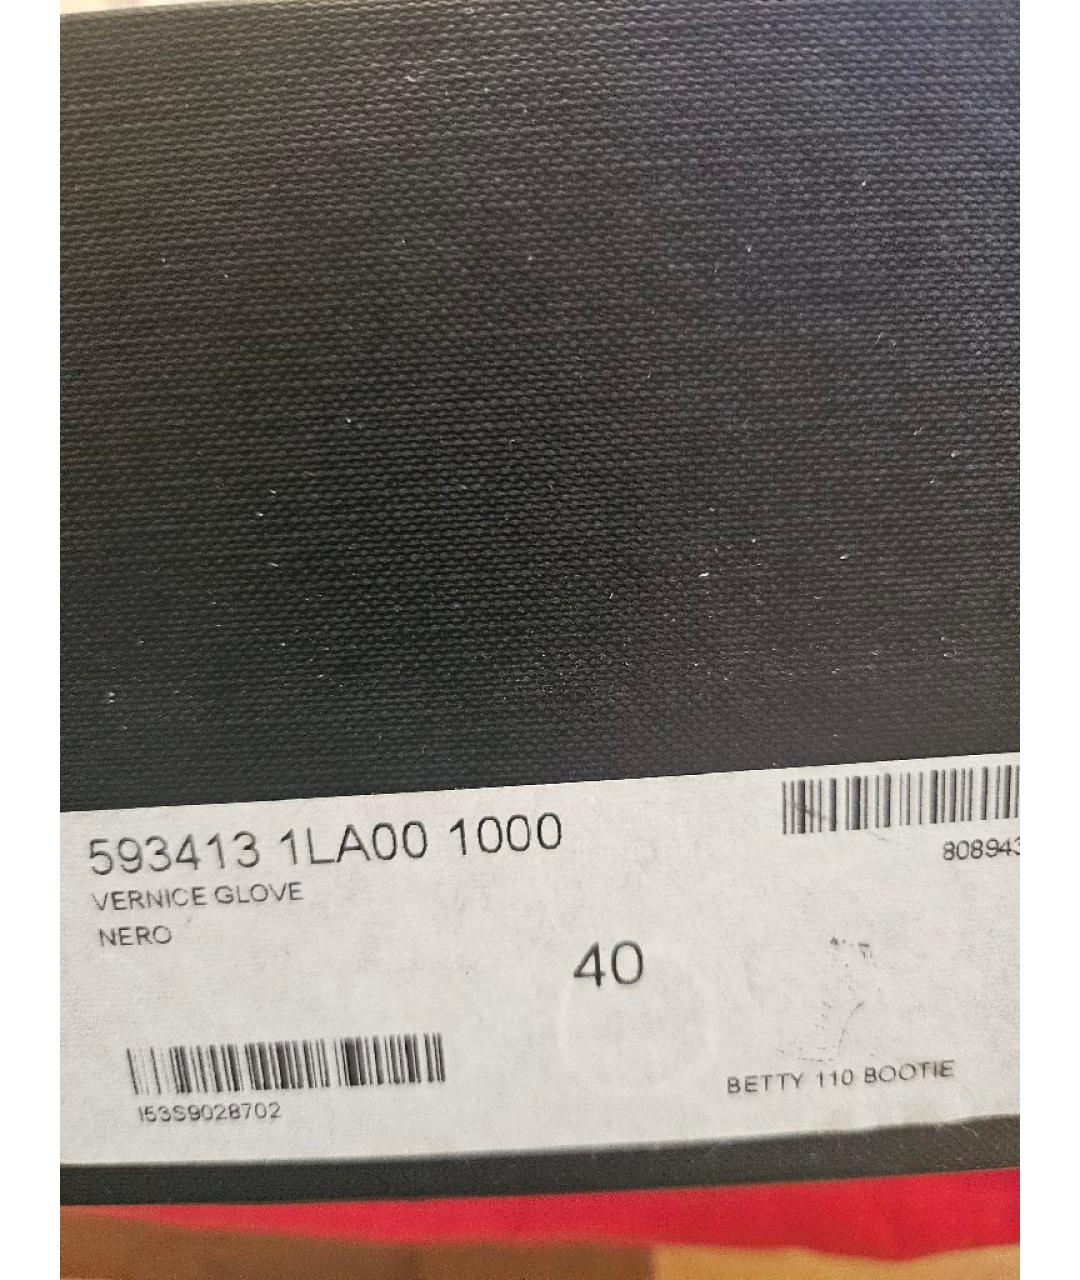 593413 1LA00 1000
808943
VERNICE GLOVE
NERO
40
BETTY 110 BOOTIE
I53S9028702